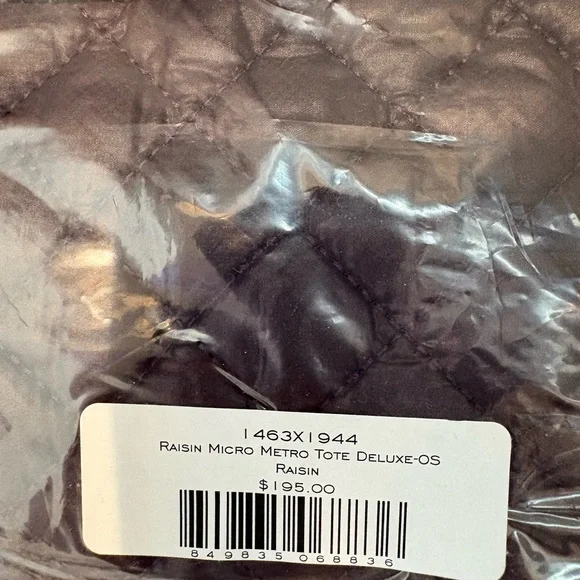 1463X1944
Raisin Micro Metro Tote Deluxe-OS
Raisin
$195.00
849835068836